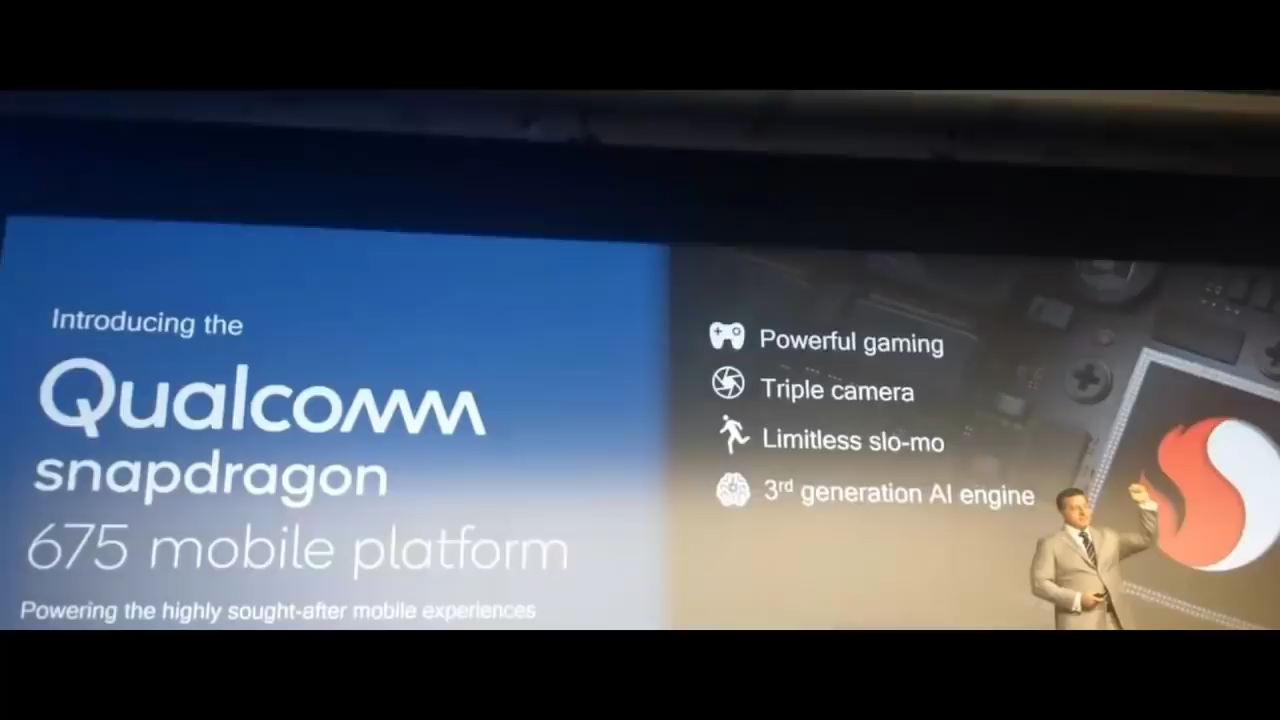 Introducing the
Qualcomm
snapdragon
675 mobile platform
Powering the highly sought-after mobile experiences
Powerful gaming
Triple camera
Limitless slo-mo
3rd generation AI engine